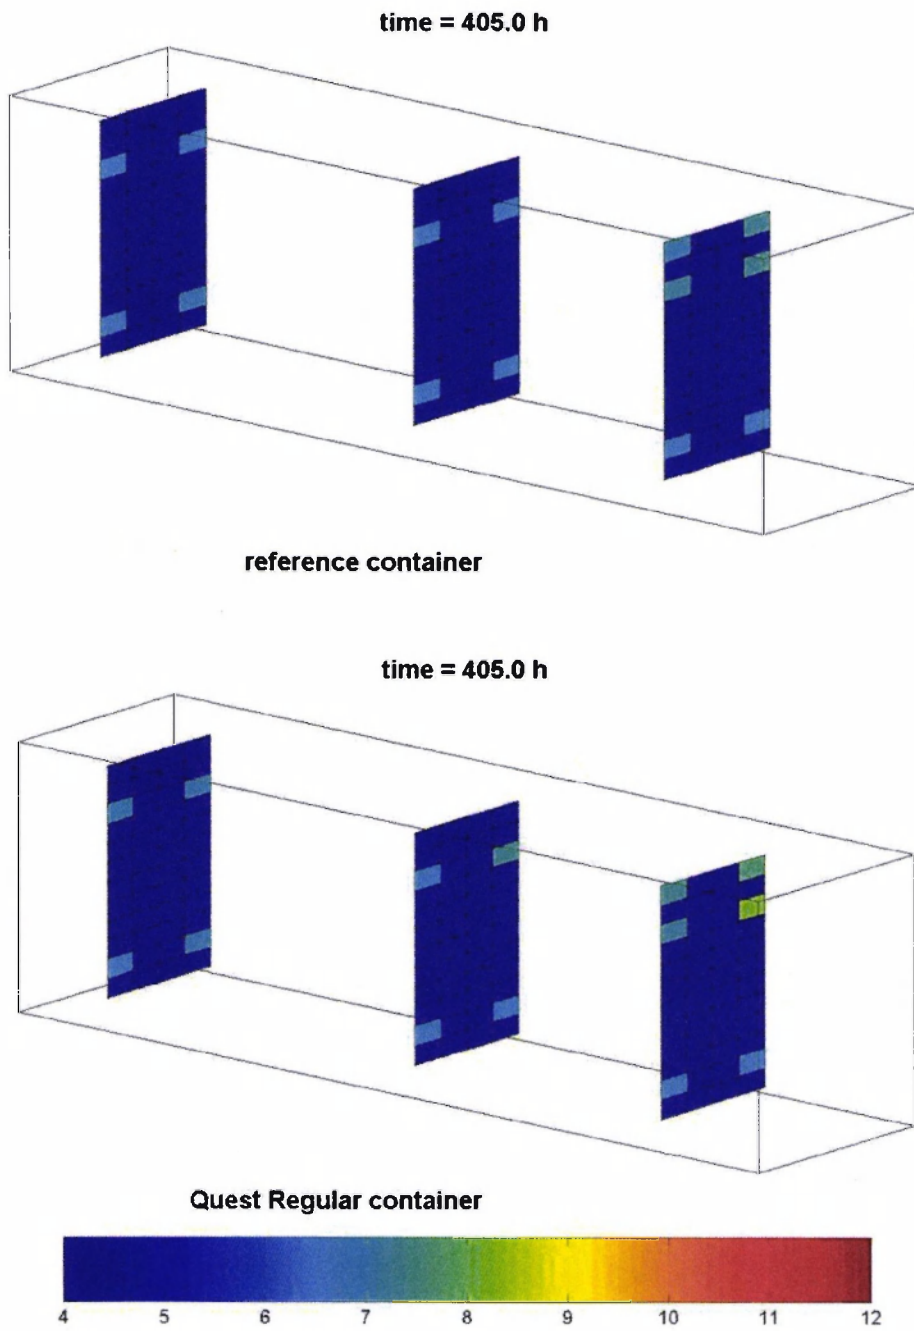 time = 405.0 h
reference container
time = 405.0 h
Quest Regular container
4 5 6 7 8 9 10 11 12